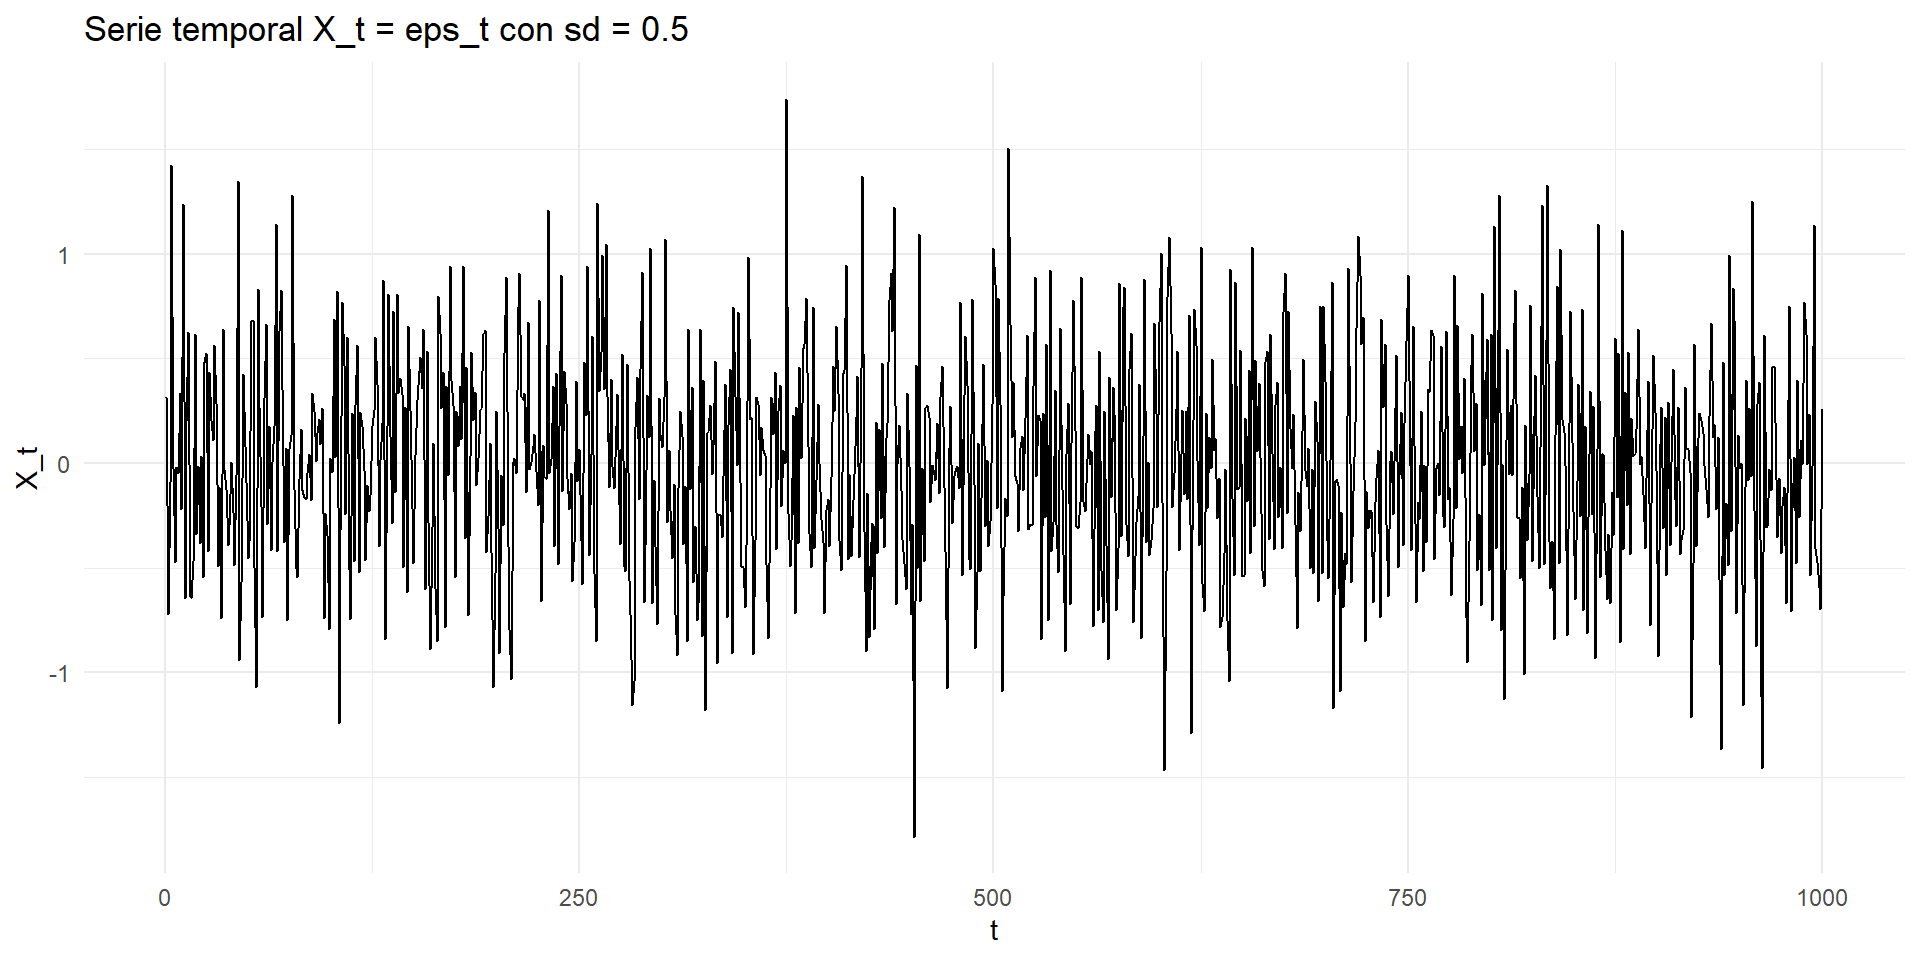 Serie temporal X_t = eps_t con sd = 0.5
X_t
1
0
-1
0 250 500 750 1000
t